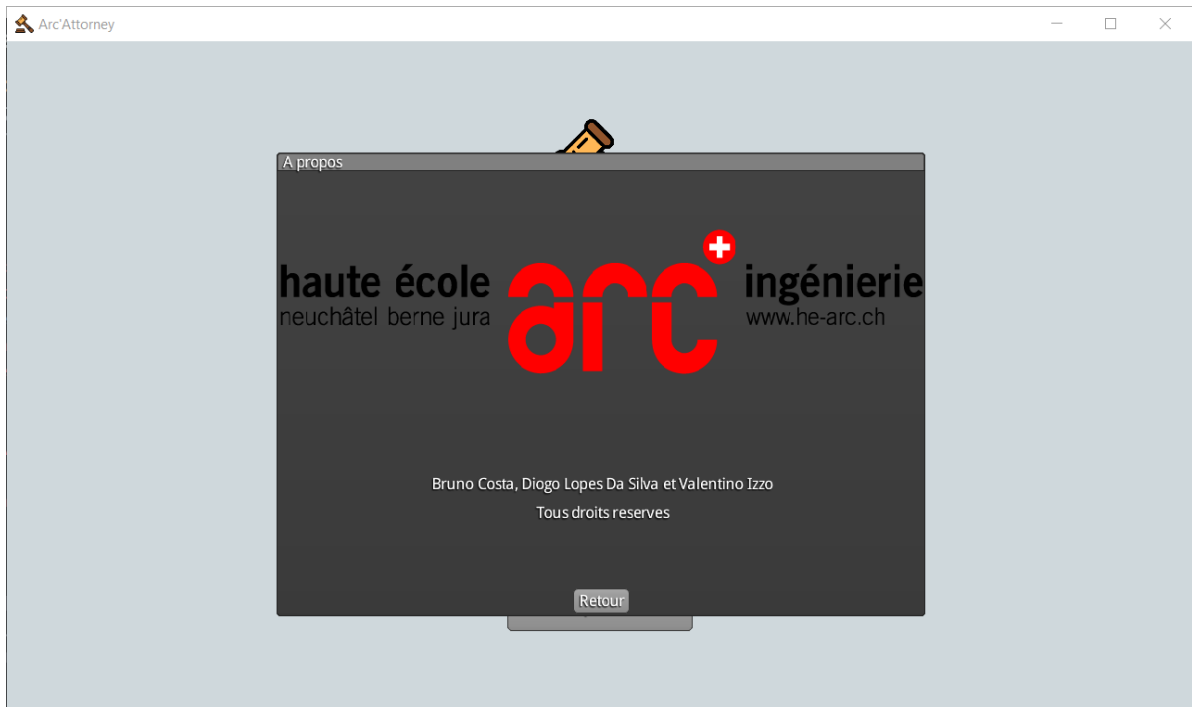 Arc'Attorney
A propos
haute école arc ingénierie
neuchâtel berne jura www.he-arc.ch
Bruno Costa, Diogo Lopes Da Silva et Valentino Izzo
Tous droits reserves
Retour